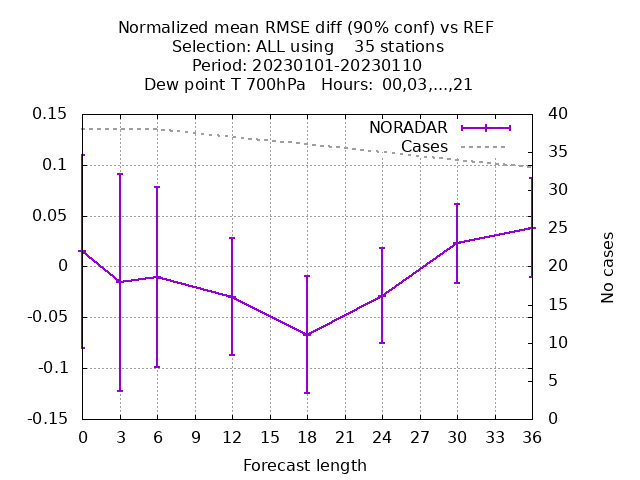 Normalized mean RMSE diff (90% conf) vs REF
Selection: ALL using    35 stations
Period: 20230101-20230110
Dew point T 700hPa   Hours:  00,03,...,21
0.15 40
NORADAR
Cases
35
0.1
30
0.05
25
0 20
15
-0.05
10
-0.1
5
-0.15 0
0 3 6 9 12 15 18 21 24 27 30 33 36
No cases
Forecast length